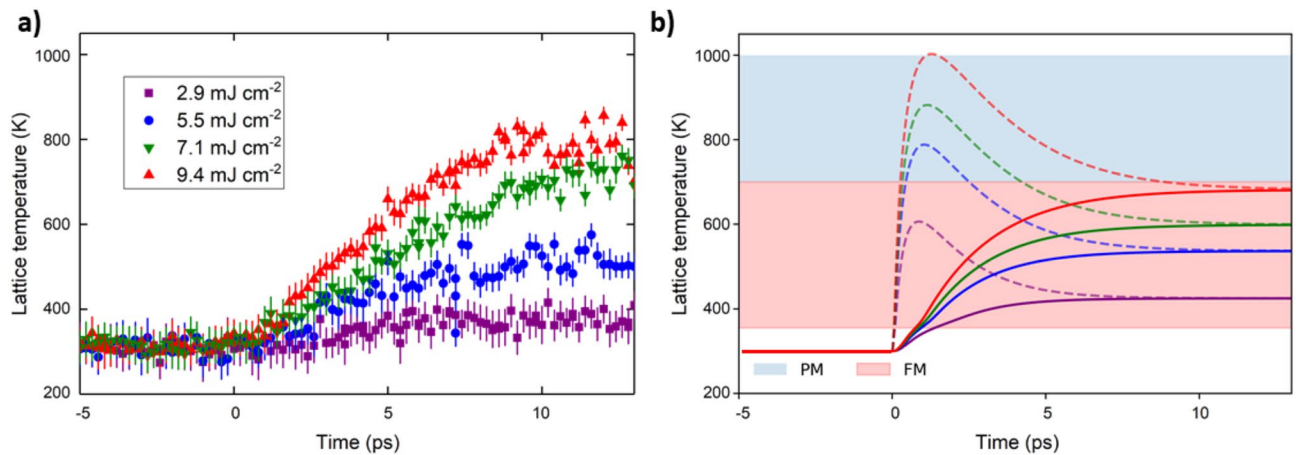 a)
Lattice temperature (K)
1000
800
600
400
200
2.9 mJ cm-2
5.5 mJ cm-2
7.1 mJ cm-2
9.4 mJ cm-2
-5
0
5
10
Time (ps)
b)
Lattice temperature (K)
1000
800
600
400
200
PM
FM
-5
0
5
10
Time (ps)